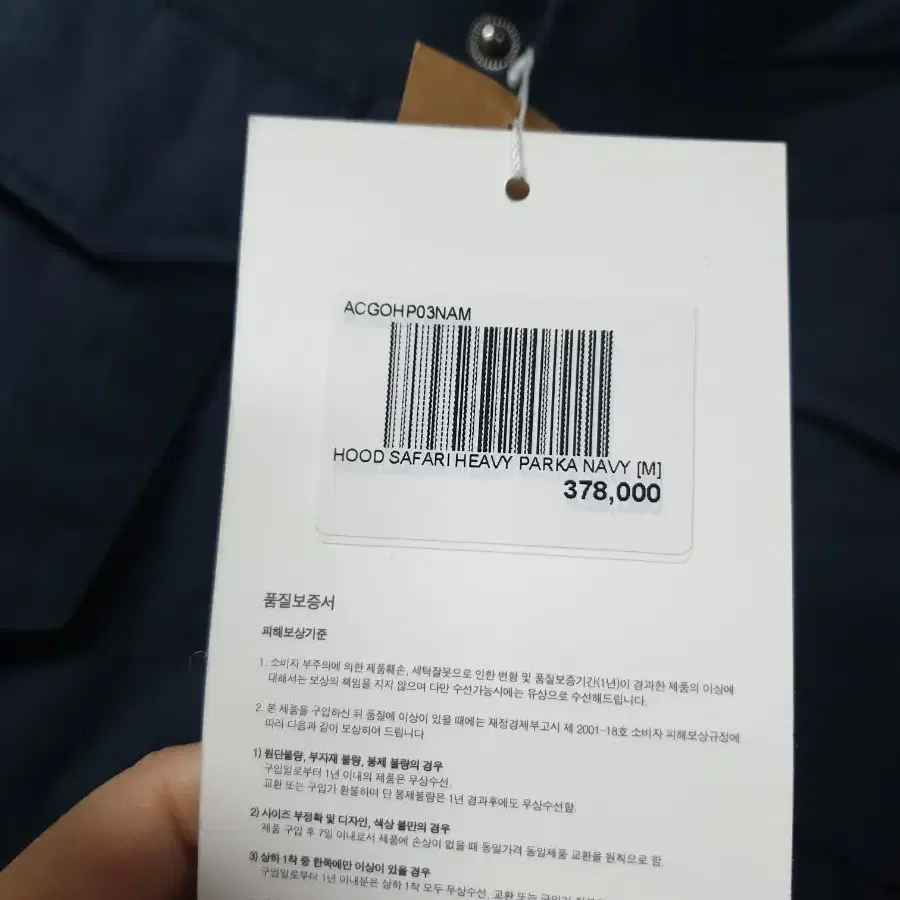 ACGOHP03NAM
HOOD SAFARI HEAVY PARKA NAVY [M]
378,000
품질보증서
피해보상기준
1. 소비자 부주의에 의한 제품훼손, 세탁잘못으로 인한 변형 및 품질보증기간(1년)이 경과한 제품의 이상에
대해서는 보상의 책임을 지지 않으며 다만 수선가능시에는 유상으로 수선해드립니다.
2. 본 제품을 구입하신 뒤 품질에 이상이 있을 때에는 재정경제부고시 제 2001-18호 소비자 피해보상규정에
따라 다음과 같이 보상하여 드립니다.
1) 원단불량, 부자재 불량, 봉제 불량의 경우
구입일로부터 1년 이내의 제품은 무상수선,
교환 또는 구입가 환불하며 단 봉제불량은 1년 경과후에도 무상수선함.
2) 사이즈 부정확 및 디자인, 색상 불만의 경우
제품 구입 후 7일 이내로서 제품에 손상이 없을 때 동일가격 동일제품 교환을 원칙으로 함.
3) 상하 1착 중 한쪽에만 이상이 있을 경우
구입일로부터 1년 이내분은 상하 1착 모두 무상수선, 교환 또는 구입가